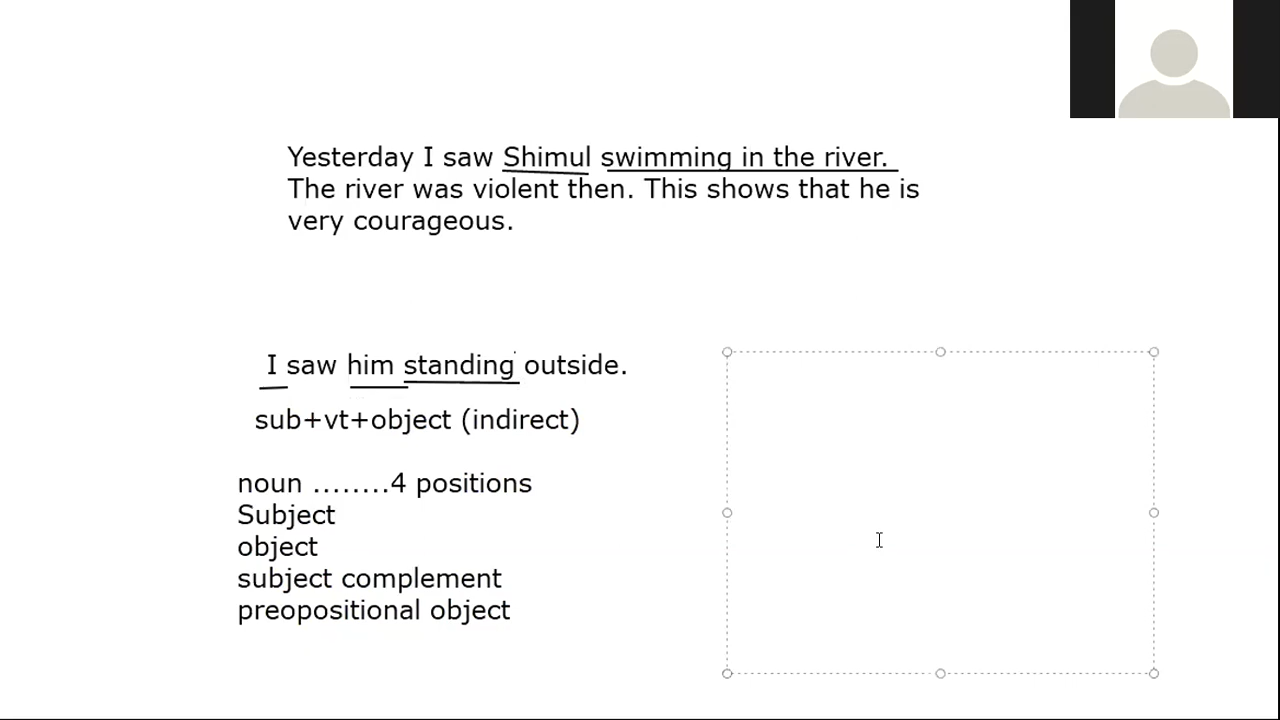 Yesterday I saw Shimul swimming in the river.
The river was violent then. This shows that he is
very courageous.
I saw him standing outside.
sub+vt+object (indirect)
noun ........4 positions
Subject
object
subject complement
preopositional object